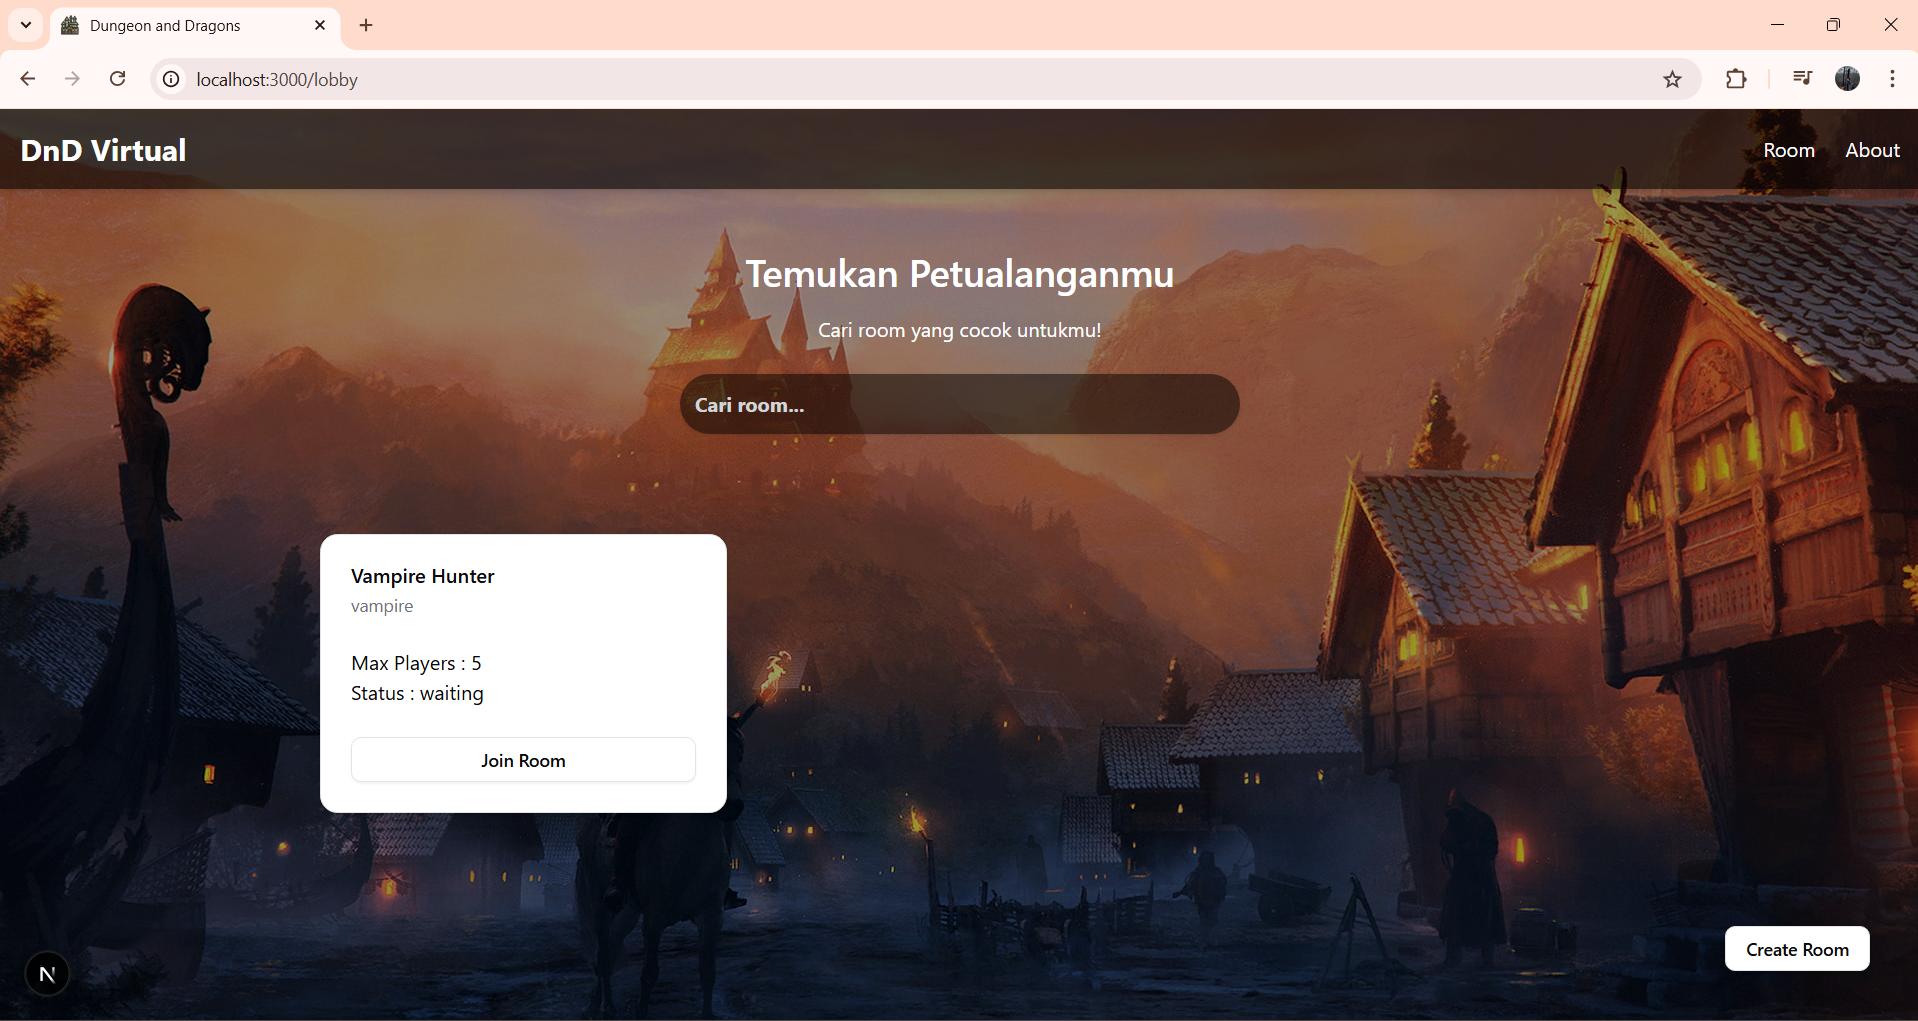 Dungeon and Dragons
localhost:3000/lobby
DnD Virtual
Room
About
Temukan Petualanganmu
Cari room yang cocok untukmu!
Cari room...
Vampire Hunter
vampire
Max Players : 5
Status : waiting
Join Room
Create Room
N